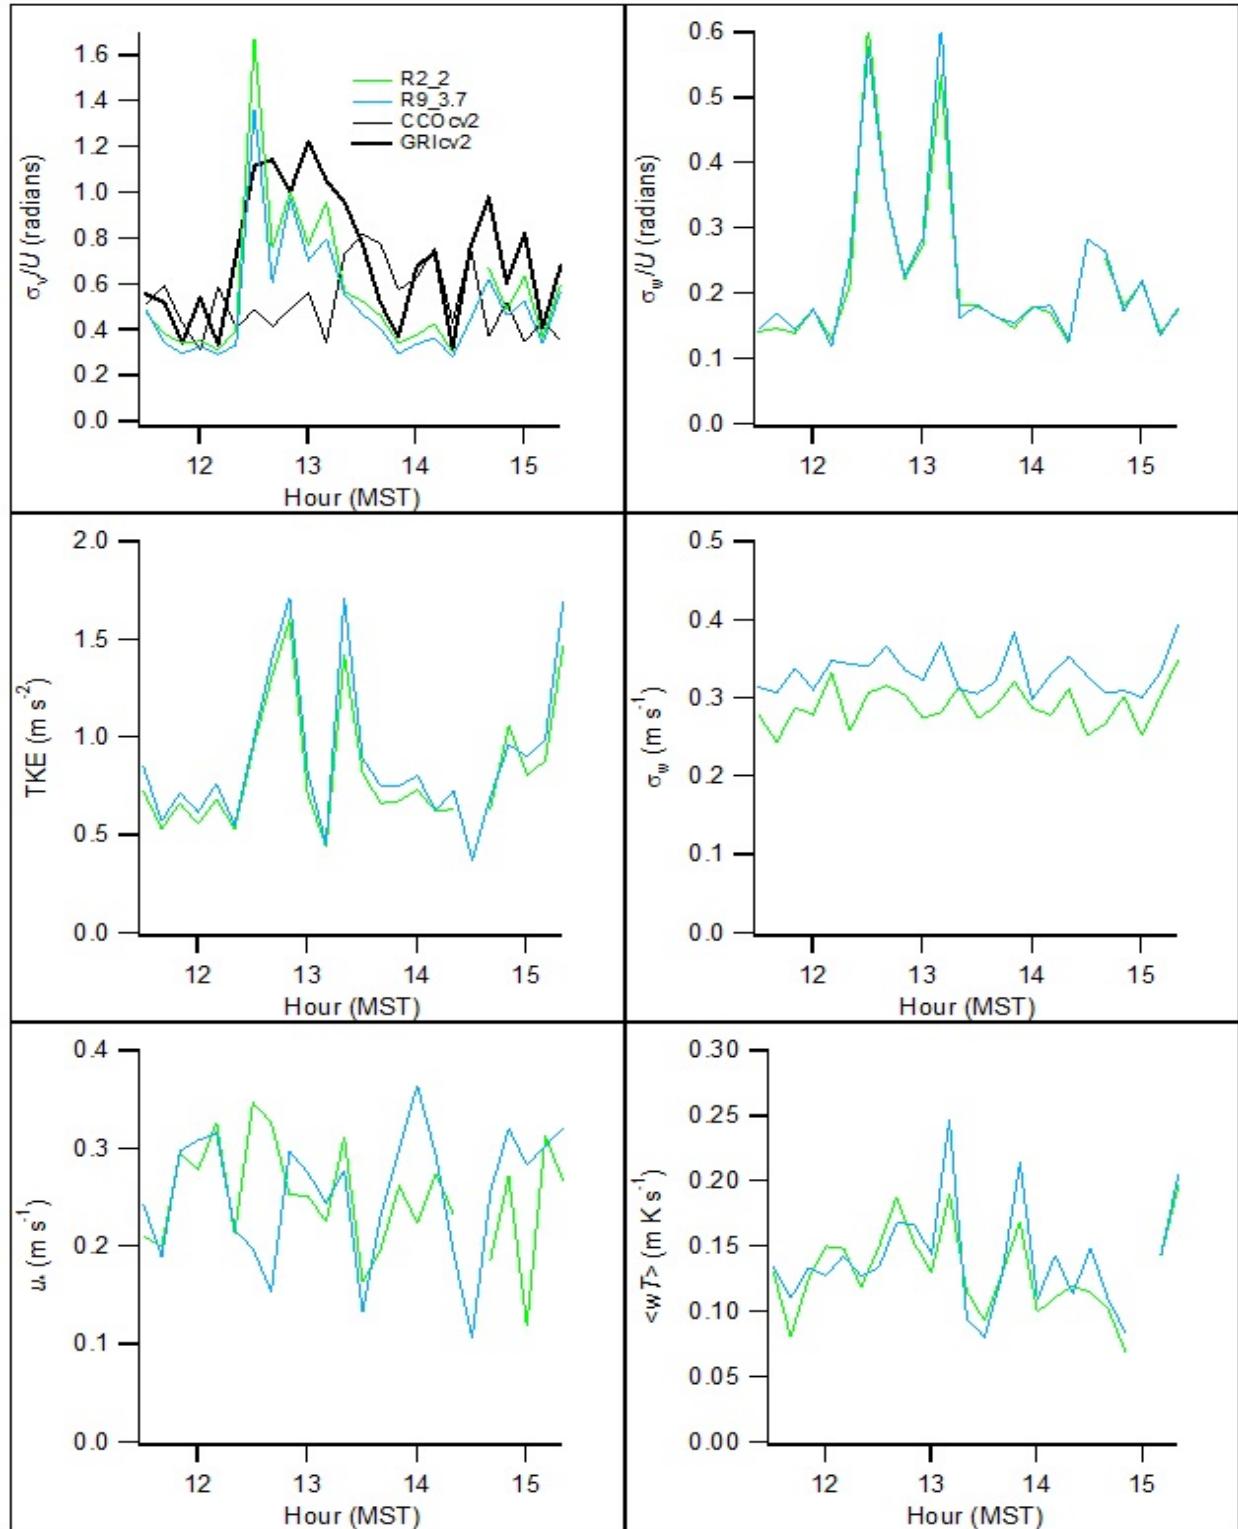 σv/U (radians)
1.6
1.4
1.2
1.0
0.8
0.6
0.4
0.2
0.0
R2_2
R9_3.7
CCOcv2
GRIcv2
12 13 14 15
Hour (MST)
σw/U (radians)
0.6
0.5
0.4
0.3
0.2
0.1
0.0
12 13 14 15
Hour (MST)
TKE (m s-2)
2.0
1.5
1.0
0.5
0.0
12 13 14 15
Hour (MST)
σw (m s-1)
0.5
0.4
0.3
0.2
0.1
0.0
12 13 14 15
Hour (MST)
u* (m s-1)
0.4
0.3
0.2
0.1
0.0
12 13 14 15
Hour (MST)
<wT> (m K s-1)
0.30
0.25
0.20
0.15
0.10
0.05
0.00
12 13 14 15
Hour (MST)